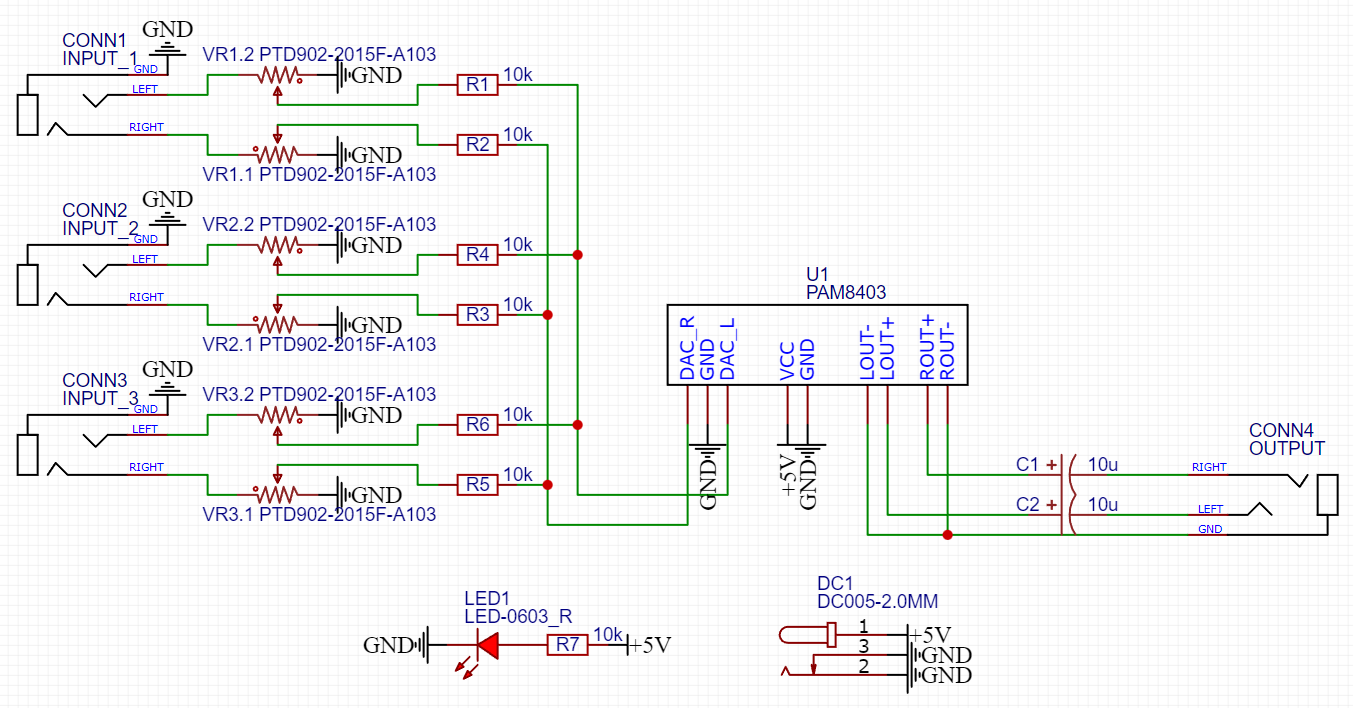 CONN1
INPUT_1
GND
GND
LEFT
RIGHT
VR1.2 PTD902-2015F-A103
GND
R1
10k
R2
10k
GND
VR1.1 PTD902-2015F-A103
CONN2
INPUT_2
GND
GND
LEFT
RIGHT
VR2.2 PTD902-2015F-A103
GND
R4
10k
R3
10k
GND
VR2.1 PTD902-2015F-A103
CONN3
INPUT_3
GND
GND
LEFT
RIGHT
VR3.2 PTD902-2015F-A103
GND
R6
10k
R5
10k
GND
VR3.1 PTD902-2015F-A103
U1
PAM8403
DAC_R
GND
DAC_L
VCC
GND
LOUT-
LOUT+
ROUT+
ROUT-
GND
+5V
GND
C1 + 10u
C2 + 10u
CONN4
OUTPUT
RIGHT
LEFT
GND
LED1
LED-0603_R
GND
R7
10k
+5V
DC1
DC005-2.0MM
1
+5V
3
GND
2
GND